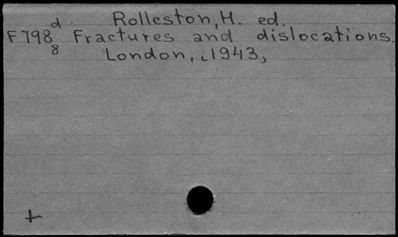 d Rolleston, H. ed.
F798 Fractures and dislocations.
8 London, [1943]